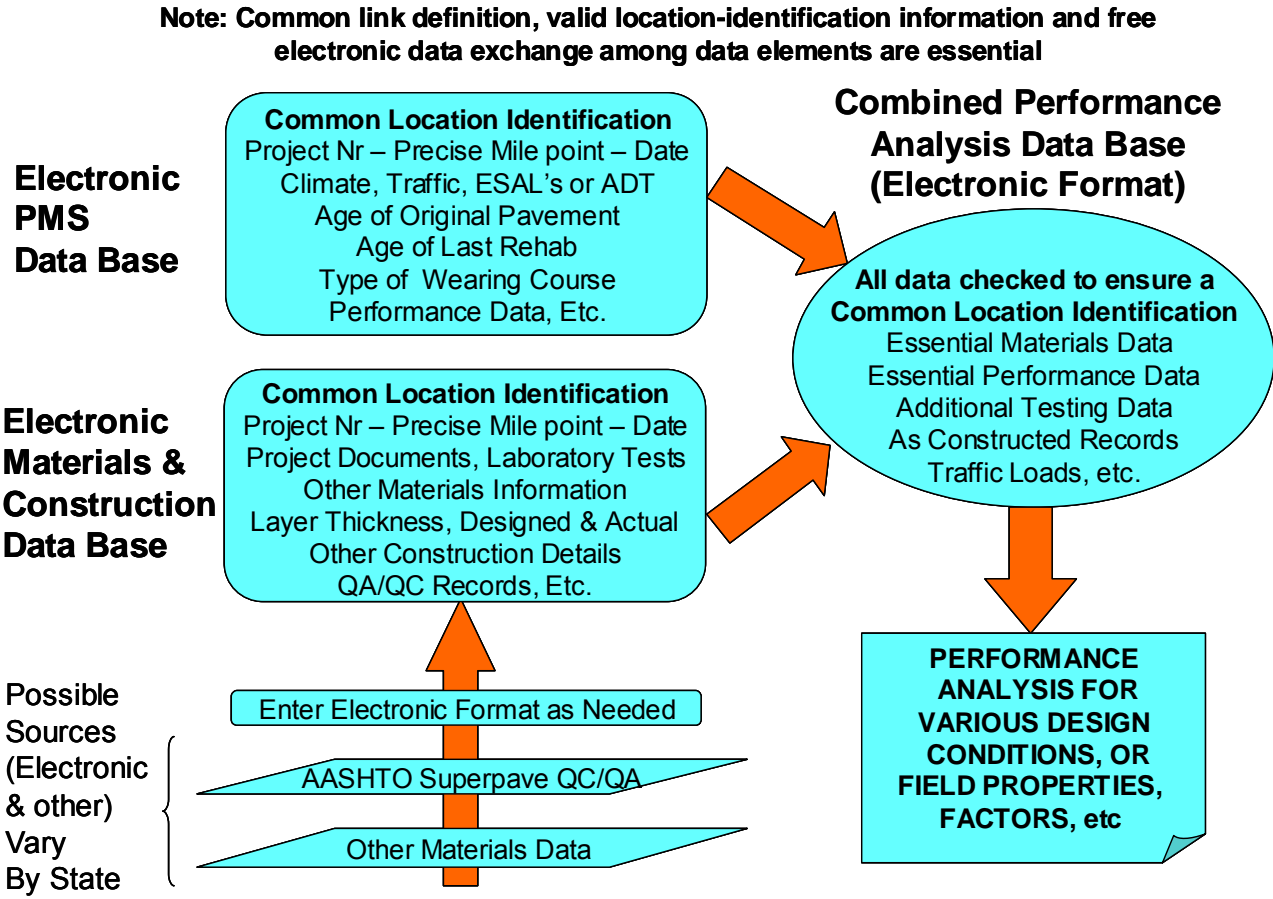 Note: Common link definition, valid location-identification information and free
electronic data exchange among data elements are essential
Electronic
PMS
Data Base
Common Location Identification
Project Nr – Precise Mile point – Date
Climate, Traffic, ESAL's or ADT
Age of Original Pavement
Age of Last Rehab
Type of Wearing Course
Performance Data, Etc.
Combined Performance
Analysis Data Base
(Electronic Format)
All data checked to ensure a
Common Location Identification
Essential Materials Data
Essential Performance Data
Additional Testing Data
As Constructed Records
Traffic Loads, etc.
Electronic
Materials &
Construction
Data Base
Common Location Identification
Project Nr – Precise Mile point – Date
Project Documents, Laboratory Tests
Other Materials Information
Layer Thickness, Designed & Actual
Other Construction Details
QA/QC Records, Etc.
Possible
Sources
(Electronic
& other)
Vary
By State
Enter Electronic Format as Needed
AASHTO Superpave QC/QA
Other Materials Data
PERFORMANCE
ANALYSIS FOR
VARIOUS DESIGN
CONDITIONS, OR
FIELD PROPERTIES,
FACTORS, etc